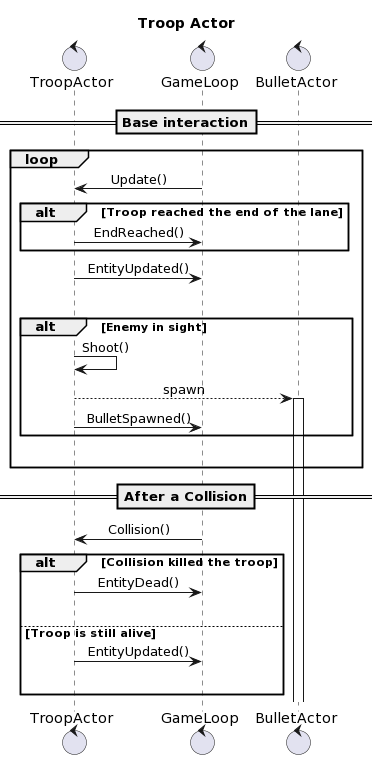 Troop Actor
TroopActor GameLoop BulletActor
Base interaction
loop
Update()
alt [Troop reached the end of the lane]
EndReached()
EntityUpdated()
alt [Enemy in sight]
Shoot()
spawn
BulletSpawned()
After a Collision
Collision()
alt [Collision killed the troop]
EntityDead()
[Troop is still alive]
EntityUpdated()
TroopActor GameLoop BulletActor